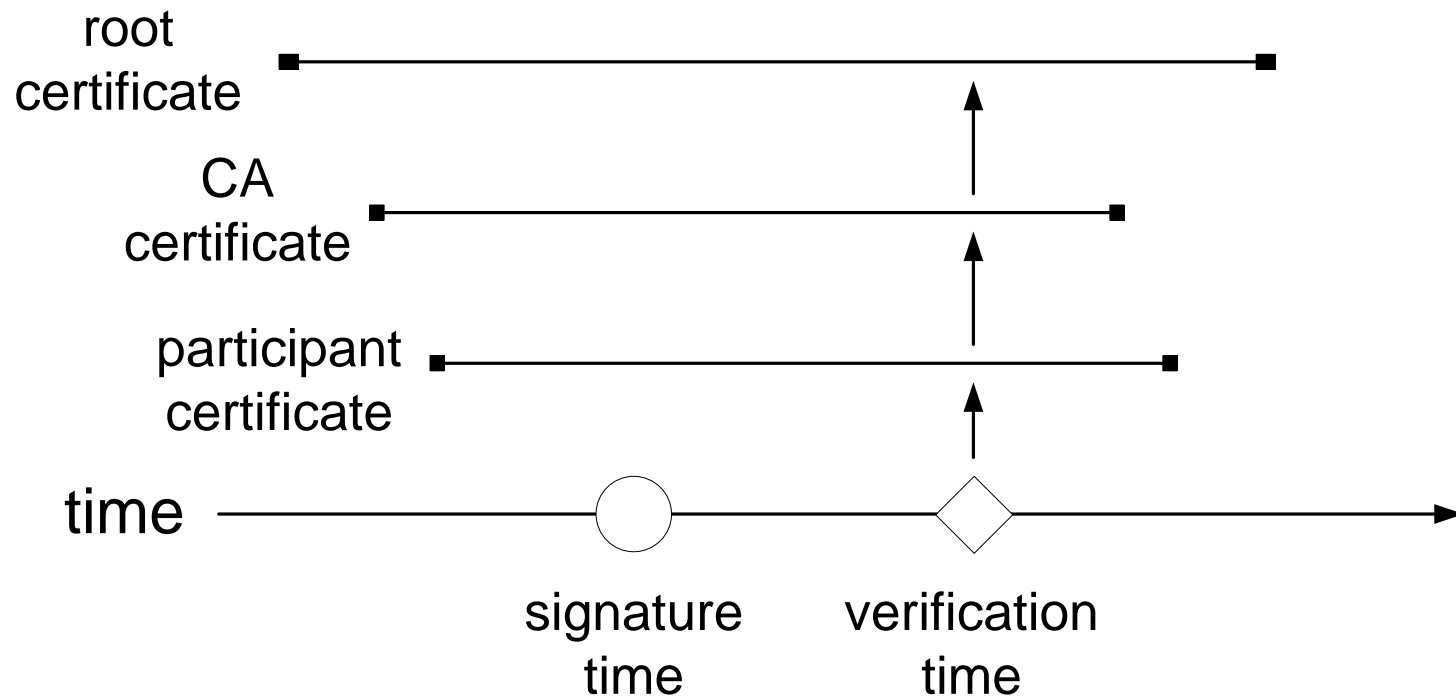 root
certificate
CA
certificate
participant
certificate
time
signature
time
verification
time